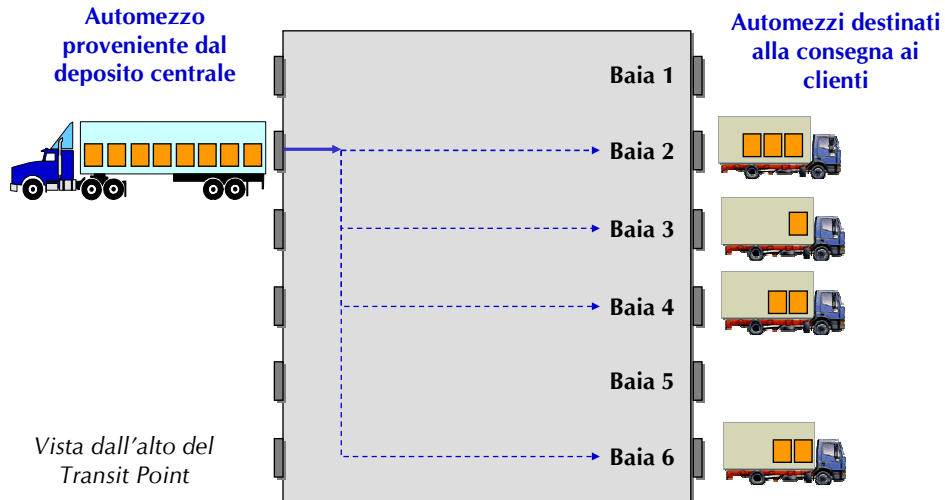 Automezzo
proveniente dal
deposito centrale
Automezzi destinati
alla consegna ai
clienti
Baia 1
Baia 2
Baia 3
Baia 4
Baia 5
Baia 6
Vista dall'alto del
Transit Point